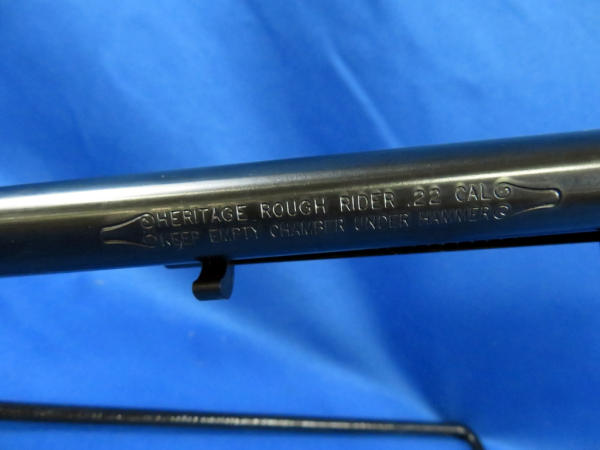 HERITAGE ROUGH RIDER .22 CAL
KEEP EMPTY CHAMBER UNDER HAMMER